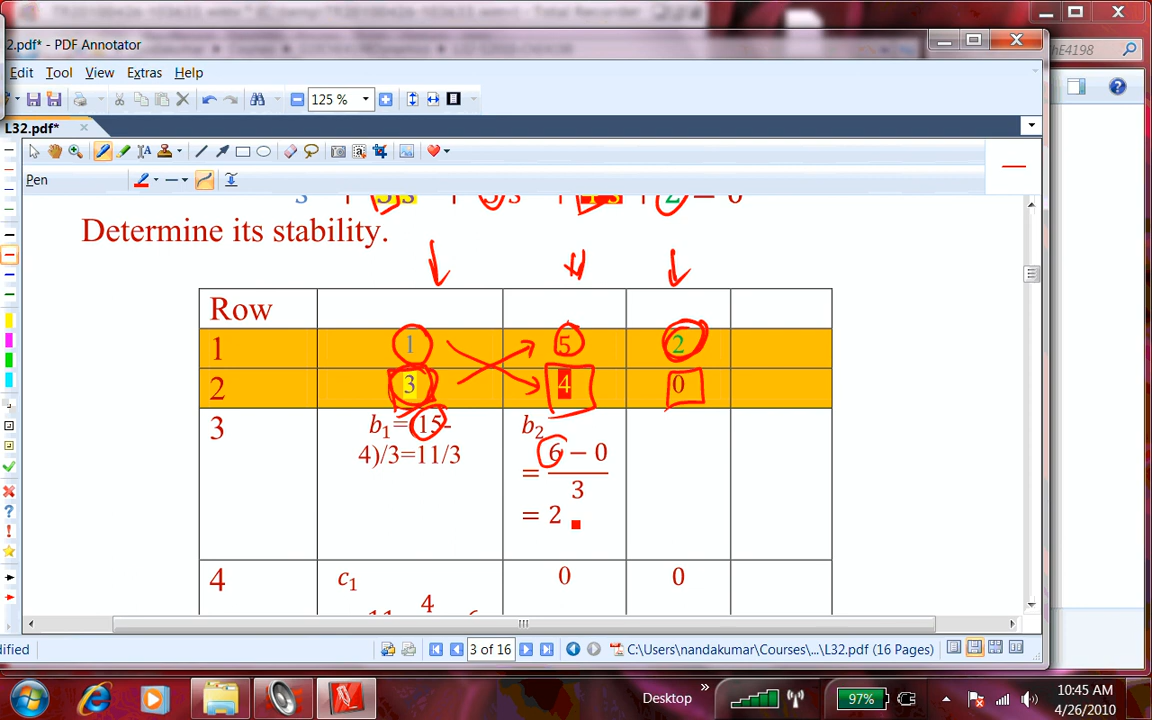 2.pdf* - PDF Annotator
hE4198
Edit Tool View Extras Help
125 %
L32.pdf*
Pen
Determine its stability.
Row
1 1 5 2
2 3 4 0
3 b₁= (15-
4)/3=11/3
b₂
= 6 − 0
3
= 2
4 c₁ 0 0
4
3 of 16
C:\Users\nandakumar\Courses\...\L32.pdf (16 Pages)
dified
Desktop
97%
10:45 AM
4/26/2010